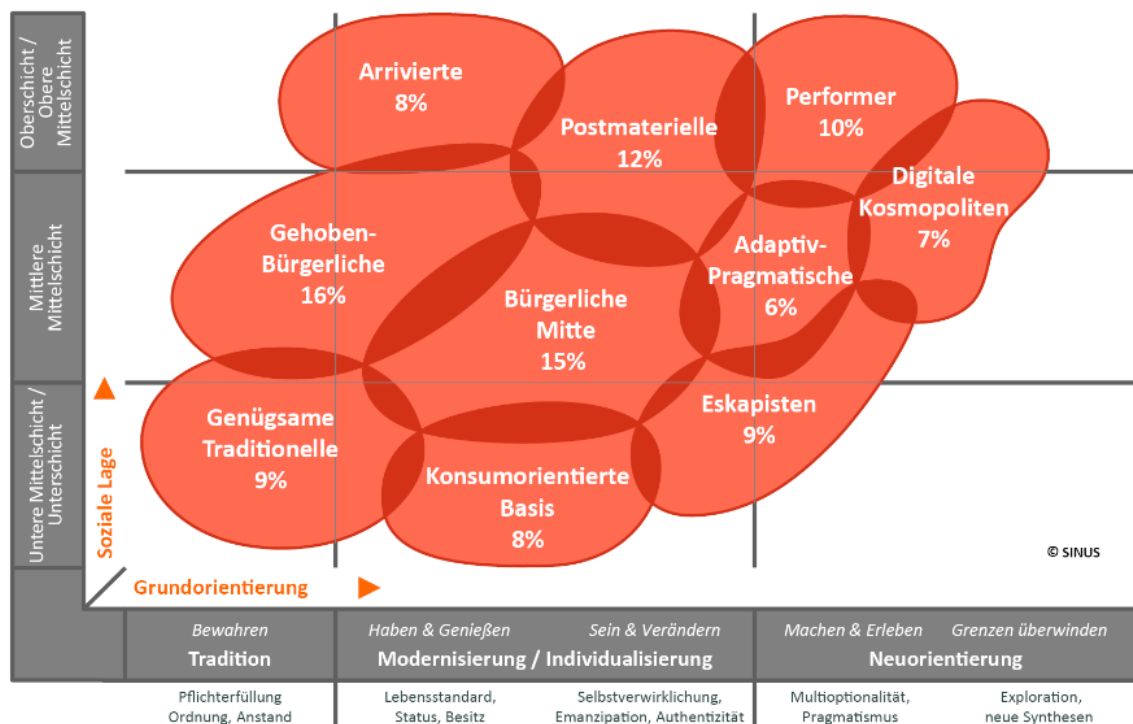 Oberschicht /
Obere
Mittelschicht
Mittlere
Mittelschicht
Untere Mittelschicht /
Unterschicht
Soziale Lage
Arrivierte
8%
Postmaterielle
12%
Performer
10%
Digitale
Kosmopoliten
7%
Gehoben-
Bürgerliche
16%
Adaptiv-
Pragmatische
6%
Bürgerliche
Mitte
15%
Genügsame
Traditionelle
9%
Konsumorientierte
Basis
8%
Eskapisten
9%
© SINUS
Grundorientierung
Bewahren
Tradition
Haben & Genießen
Sein & Verändern
Modernisierung / Individualisierung
Machen & Erleben
Grenzen überwinden
Neuorientierung
Pflichterfüllung
Ordnung, Anstand
Lebensstandard,
Status, Besitz
Selbstverwirklichung,
Emanzipation, Authentizität
Multioptionalität,
Pragmatismus
Exploration,
neue Synthesen